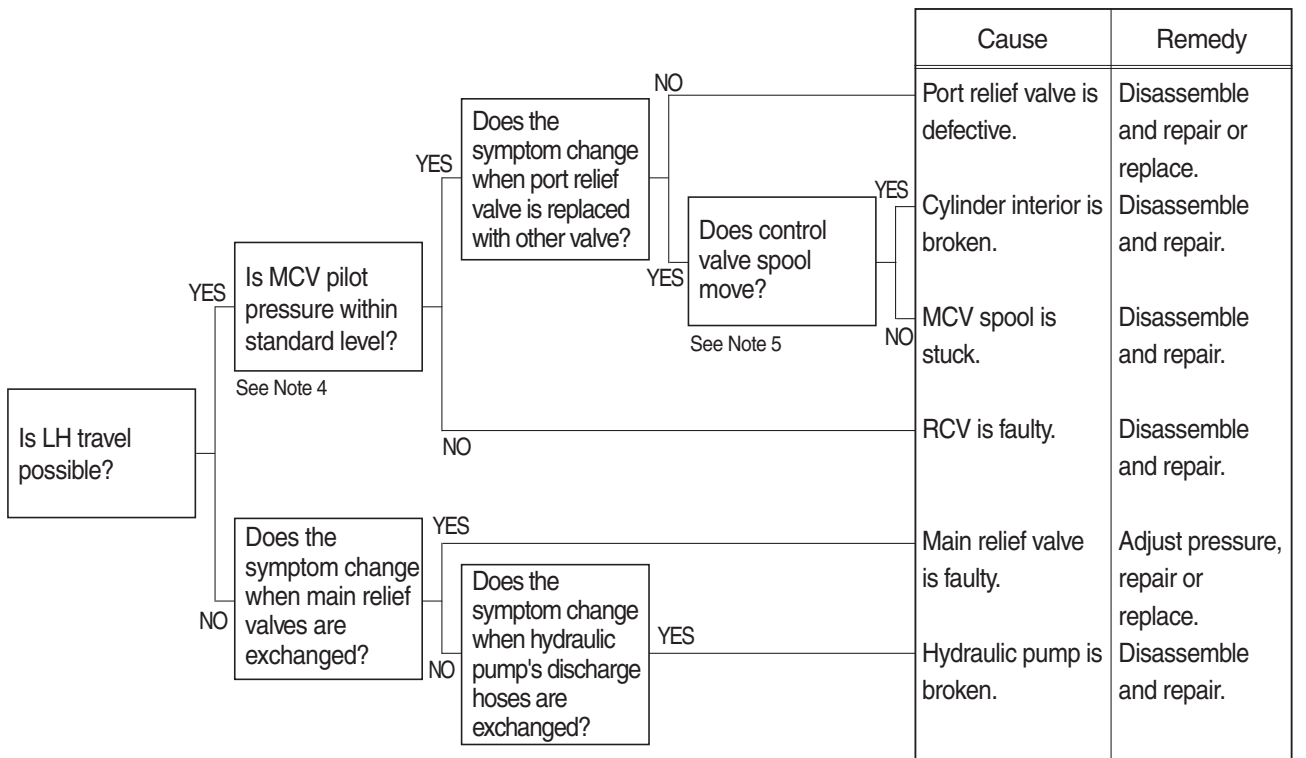 Cause
Remedy
NO
Port relief valve is
defective.
Disassemble
and repair or
replace.
Does the
symptom change
when port relief
valve is replaced
with other valve?
YES
YES
Cylinder interior is
broken.
Disassemble
and repair.
Does control
valve spool
move?
YES
See Note 5
NO
MCV spool is
stuck.
Disassemble
and repair.
Is MCV pilot
pressure within
standard level?
YES
See Note 4
NO
RCV is faulty.
Disassemble
and repair.
Is LH travel
possible?
Does the
symptom change
when main relief
valves are
exchanged?
NO
YES
Main relief valve
is faulty.
Adjust pressure,
repair or
replace.
Does the
symptom change
when hydraulic
pump's discharge
hoses are
exchanged?
NO
YES
Hydraulic pump is
broken.
Disassemble
and repair.